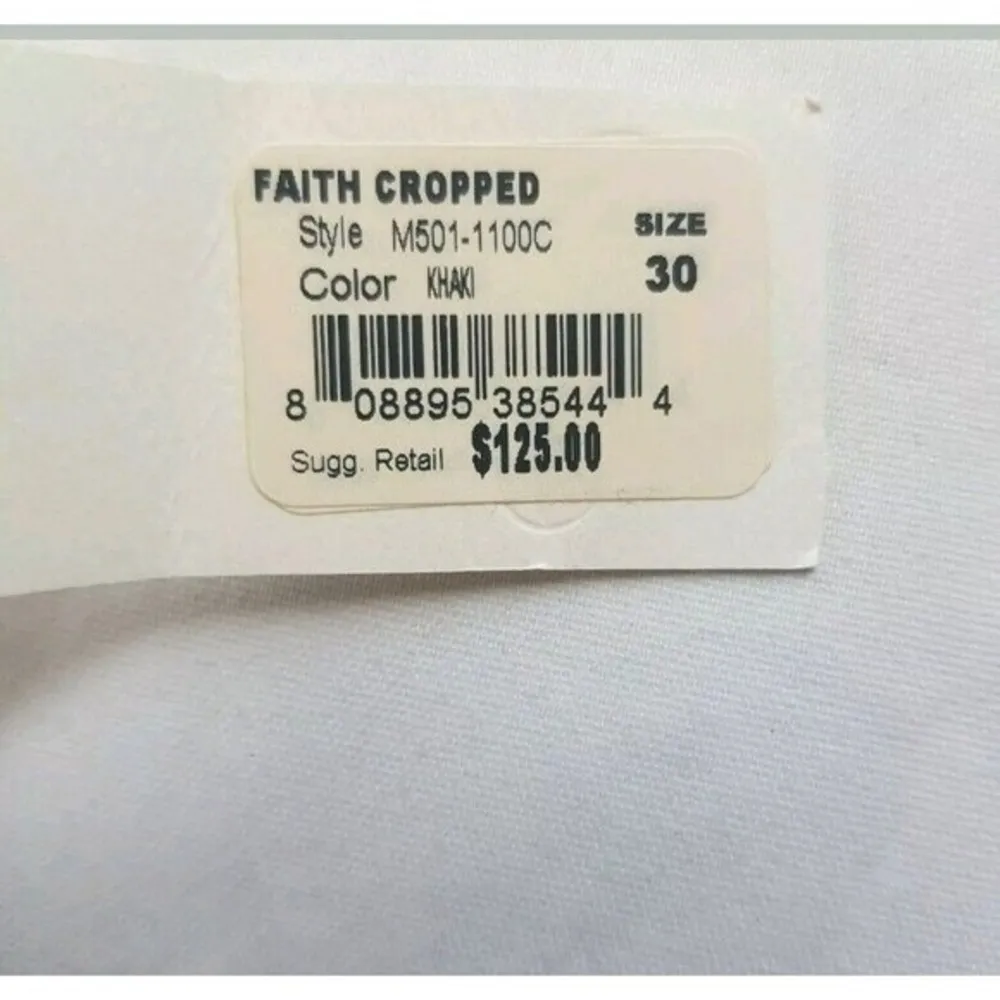 FAITH CROPPED
Style M501-1100C
SIZE
Color KHAKI
30
8 08895 38544 4
Sugg. Retail $125.00